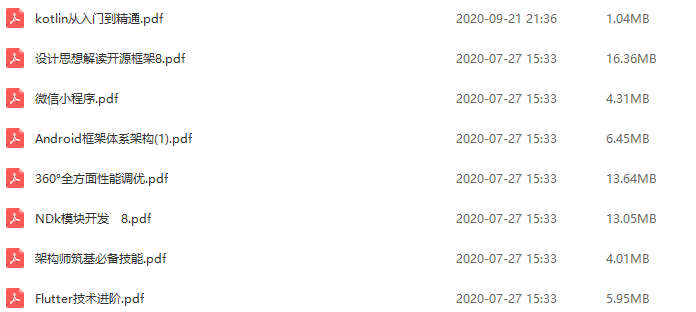 kotlin从入门到精通.pdf 2020-09-21 21:36 1.04MB
设计思想解读开源框架8.pdf 2020-07-27 15:33 16.36MB
微信小程序.pdf 2020-07-27 15:33 4.31MB
Android框架体系架构(1).pdf 2020-07-27 15:33 6.45MB
360°全方面性能调优.pdf 2020-07-27 15:33 13.64MB
NDk模块开发　8.pdf 2020-07-27 15:33 13.05MB
架构师筑基必备技能.pdf 2020-07-27 15:33 4.01MB
Flutter技术进阶.pdf 2020-07-27 15:33 5.95MB